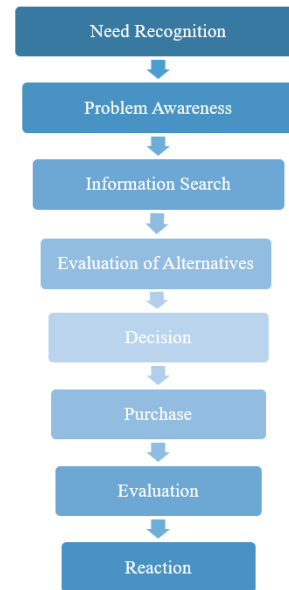 Need Recognition
Problem Awareness
Information Search
Evaluation of Alternatives
Decision
Purchase
Evaluation
Reaction